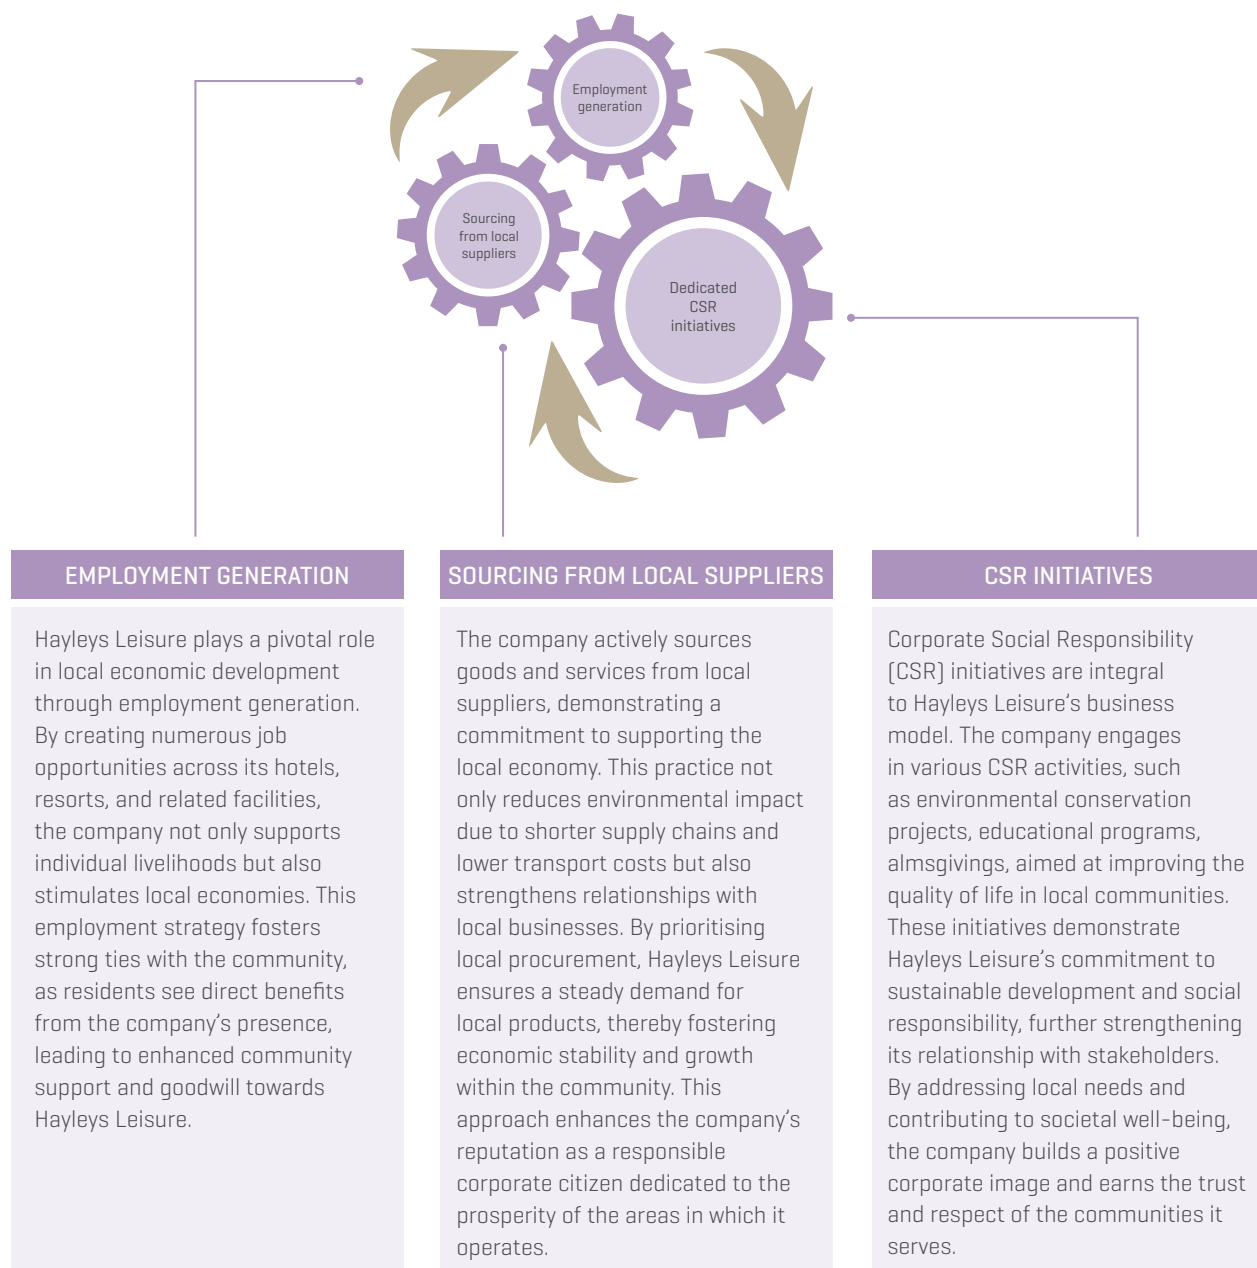 Employment
generation
Sourcing
from local
suppliers
Dedicated
CSR
initiatives
EMPLOYMENT GENERATION
Hayleys Leisure plays a pivotal role
in local economic development
through employment generation.
By creating numerous job
opportunities across its hotels,
resorts, and related facilities,
the company not only supports
individual livelihoods but also
stimulates local economies. This
employment strategy fosters
strong ties with the community,
as residents see direct benefits
from the company's presence,
leading to enhanced community
support and goodwill towards
Hayleys Leisure.
SOURCING FROM LOCAL SUPPLIERS
The company actively sources
goods and services from local
suppliers, demonstrating a
commitment to supporting the
local economy. This practice not
only reduces environmental impact
due to shorter supply chains and
lower transport costs but also
strengthens relationships with
local businesses. By prioritising
local procurement, Hayleys Leisure
ensures a steady demand for
local products, thereby fostering
economic stability and growth
within the community. This
approach enhances the company's
reputation as a responsible
corporate citizen dedicated to the
prosperity of the areas in which it
operates.
CSR INITIATIVES
Corporate Social Responsibility
(CSR) initiatives are integral
to Hayleys Leisure's business
model. The company engages
in various CSR activities, such
as environmental conservation
projects, educational programs,
almsgivings, aimed at improving the
quality of life in local communities.
These initiatives demonstrate
Hayleys Leisure's commitment to
sustainable development and social
responsibility, further strengthening
its relationship with stakeholders.
By addressing local needs and
contributing to societal well-being,
the company builds a positive
corporate image and earns the trust
and respect of the communities it
serves.